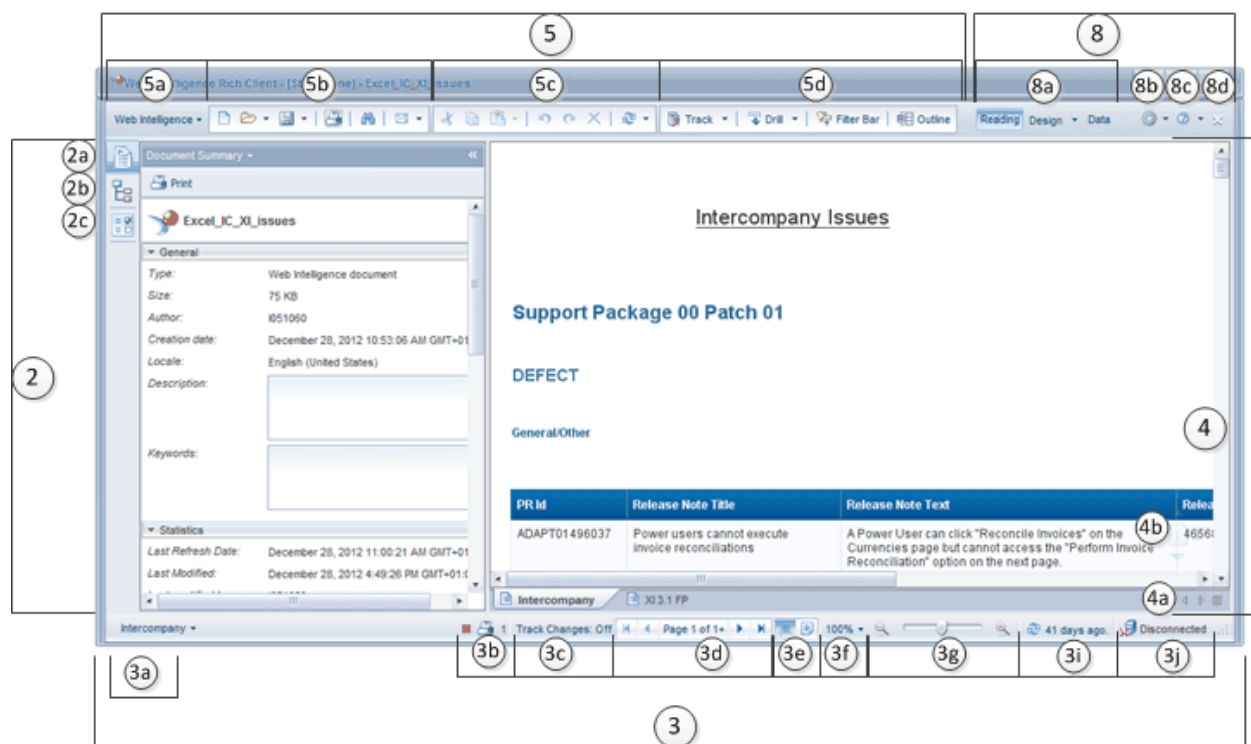 5
8
5a
5b
5c
5d
8a
8b
8c
8d
Rich Client - [ Excel_IC_XI_issues
Web Intelligence
Track
Drill
Filter Bar
Outline
Reading
Design
Data
2
2a
2b
2c
Document Summary
Print
Excel_IC_XI_issues
General
Type: Web Intelligence document
Size: 75 KB
Author: I051060
Creation date: December 28, 2012 10:53:06 AM GMT+01
Locale: English (United States)
Description:
Keywords:
Statistics
Last Refresh Date: December 28, 2012 11:00:21 AM GMT+01
Last Modified: December 28, 2012 4:49:26 PM GMT+01:0
Intercompany Issues
Support Package 00 Patch 01
DEFECT
General/Other
4
PR Id
Release Note Title
Release Note Text
Relea
ADAPT01496037
Power users cannot execute
invoice reconciliations
A Power User can click "Reconcile Invoices" on the
Currencies page but cannot access the "Perform Invoice
Reconciliation" option on the next page.
4b
4656
Intercompany
XI 3.1 FP
4a
Intercompany
1
Track Changes: Off
Page 1 of 1+
100%
41 days ago.
Disconnected
3a
3b
3c
3d
3e
3f
3g
3i
3j
3